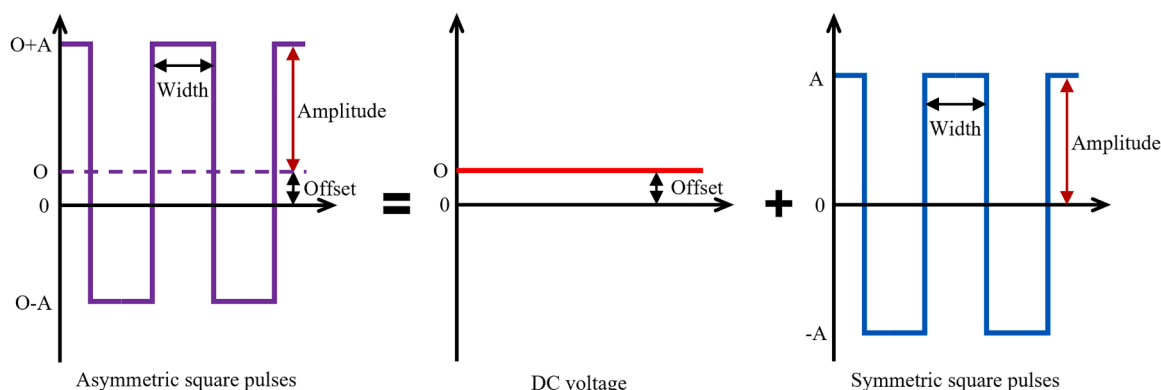 O+A
Width
Amplitude
O
Offset
0
O-A
Asymmetric square pulses
=
O
Offset
0
DC voltage
+
A
Width
Amplitude
0
-A
Symmetric square pulses